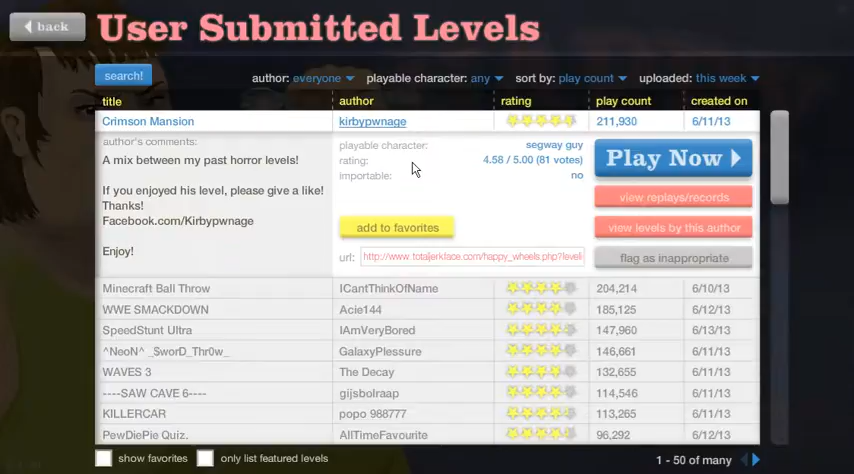 back
User Submitted Levels
search!
author: everyone playable character: any sort by: play count uploaded: this week
title author rating play count created on
Crimson Mansion kirbypwnage 211,930 6/11/13
author's comments:
A mix between my past horror levels!
If you enjoyed his level, please give a like!
Thanks!
Facebook.com/Kirbypwnage
Enjoy!
playable character: segway guy
rating: 4.58 / 5.00 (81 votes)
importable: no
add to favorites
url: http://www.totaljerkface.com/happy_wheels.php?leveli
Play Now
view replays/records
view levels by this author
flag as inappropriate
Minecraft Ball Throw ICantThinkOfName 204,214 6/10/13
WWE SMACKDOWN Acie144 185,125 6/12/13
SpeedStunt Ultra IAmVeryBored 147,960 6/13/13
^NeoN^ _$worD_Thr0w_ GalaxyPlessure 146,661 6/11/13
WAVES 3 The Decay 132,655 6/11/13
----SAW CAVE 6---- gijsbolraap 114,546 6/11/13
KILLERCAR popo 988777 113,265 6/11/13
PewDiePie Quiz. AllTimeFavourite 96,292 6/12/13
show favorites only list featured levels 1 - 50 of many